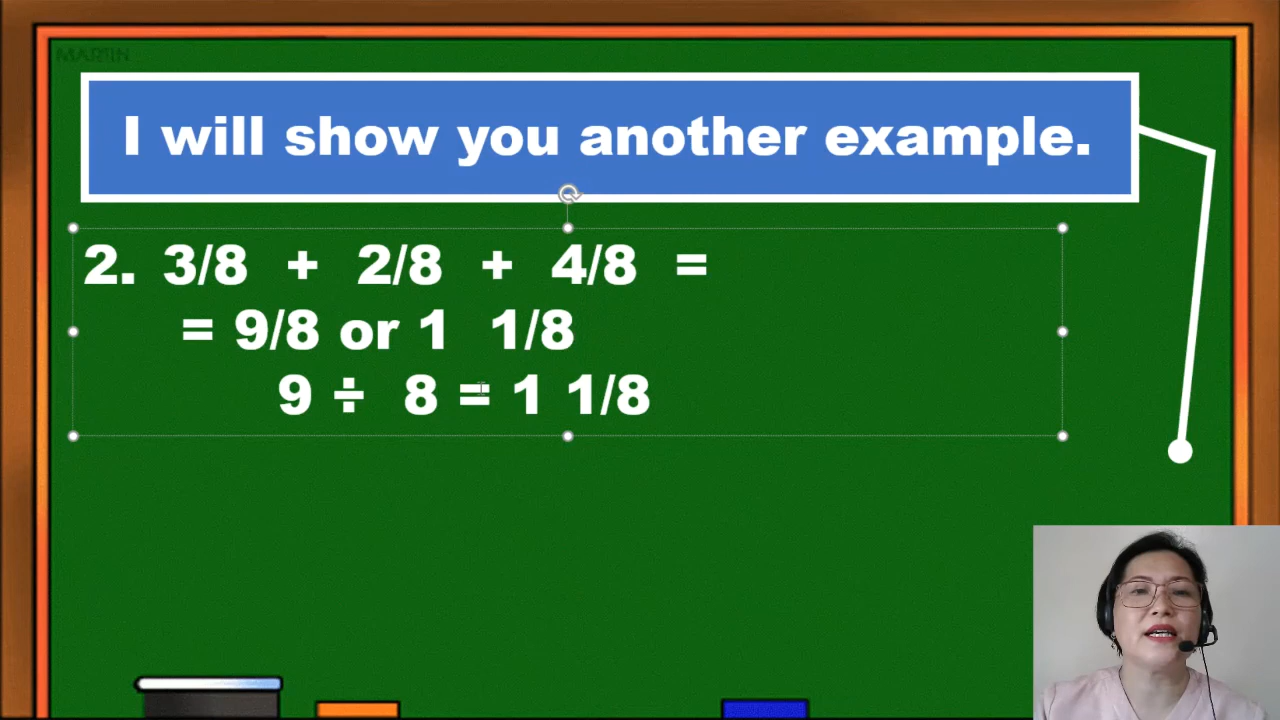 MARTIN
I will show you another example.
2. 3/8 + 2/8 + 4/8 =
= 9/8 or 1 1/8
9 ÷ 8 = 1 1/8